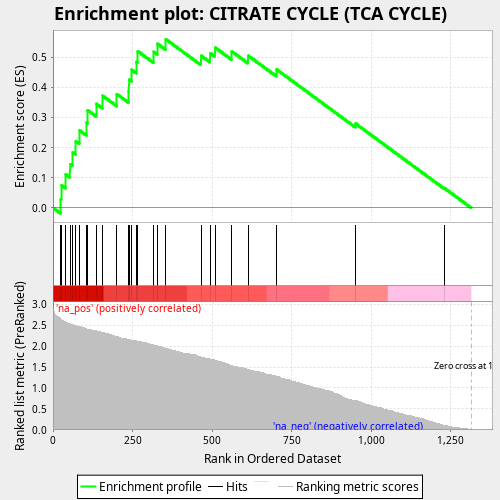 Enrichment plot: CITRATE CYCLE (TCA CYCLE)
Enrichment score (ES)
0.5
0.4
0.3
0.2
0.1
0.0
'na_pos' (positively correlated)
Ranked list metric (PreRanked)
3.0
2.5
2.0
1.5
1.0
0.5
0.0
Zero cross at 1
'na_neg' (negatively correlated)
0
250
500
750
1,000
1,250
Rank in Ordered Dataset
Enrichment profile
Hits
Ranking metric scores